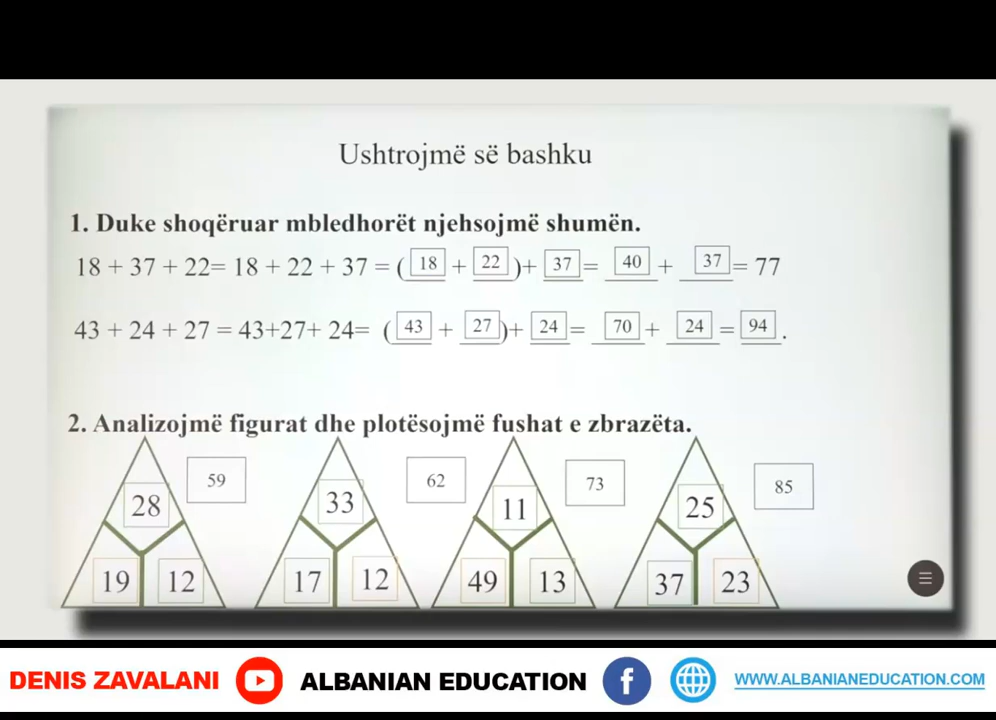 Ushtrojmë së bashku
1. Duke shoqëruar mbledhorët njehsojmë shumën.
18 + 37 + 22= 18 + 22 + 37 = ( 18 + 22 )+ 37 = 40 + 37 = 77
43 + 24 + 27 = 43+27+ 24= ( 43 + 27 )+ 24 = 70 + 24 = 94 .
2. Analizojmë figurat dhe plotësojmë fushat e zbrazëta.
59 62 73 85
28 33 11 25
19 12 17 12 49 13 37 23
DENIS ZAVALANI ALBANIAN EDUCATION f WWW.ALBANIANEDUCATION.COM